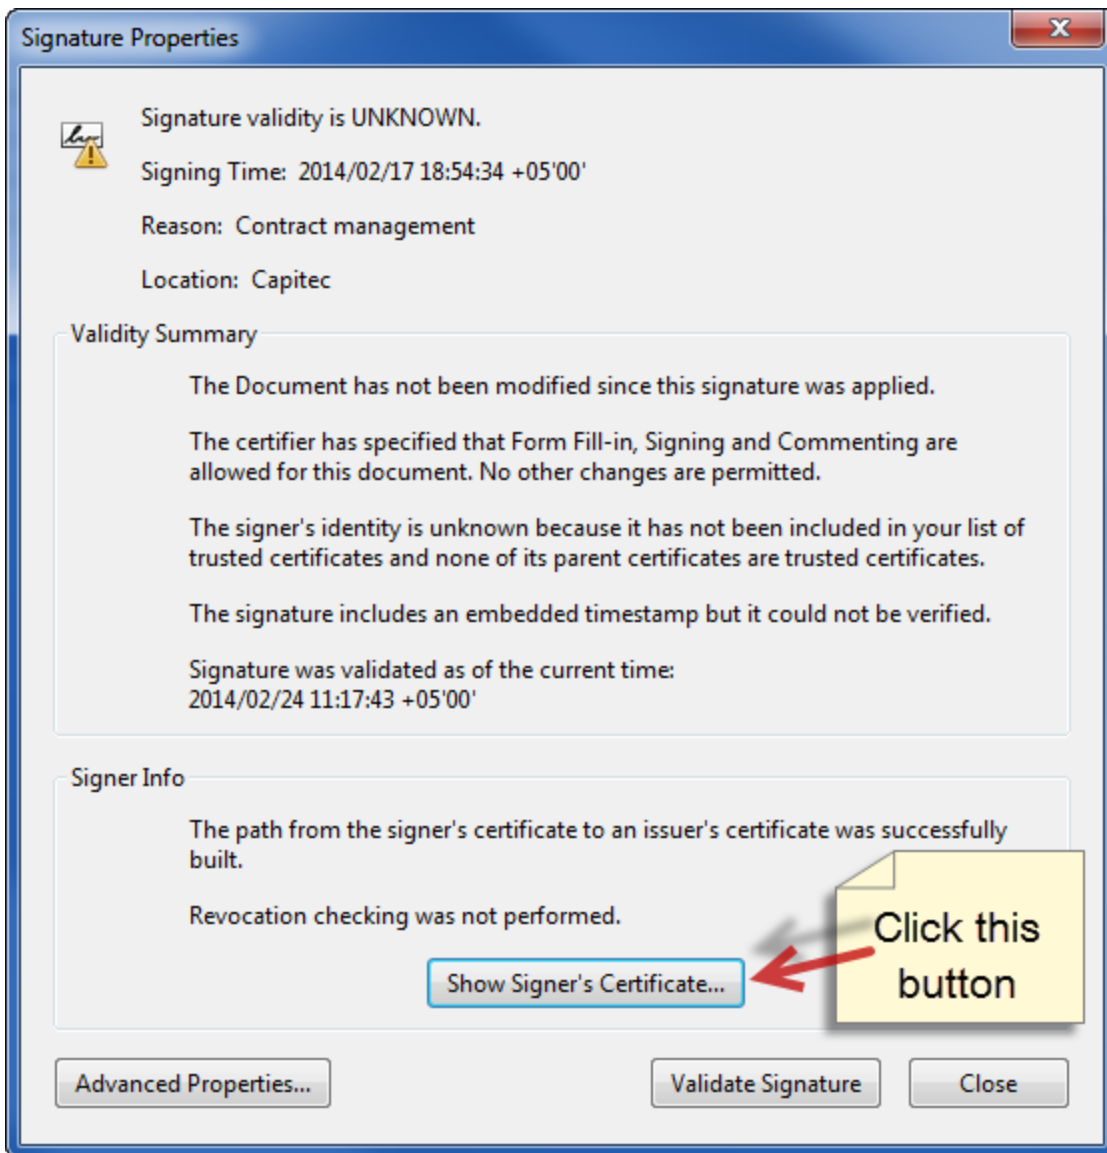 Signature Properties
Signature validity is UNKNOWN.
Signing Time: 2014/02/17 18:54:34 +05'00'
Reason: Contract management
Location: Capitec
Validity Summary
The Document has not been modified since this signature was applied.
The certifier has specified that Form Fill-in, Signing and Commenting are
allowed for this document. No other changes are permitted.
The signer's identity is unknown because it has not been included in your list of
trusted certificates and none of its parent certificates are trusted certificates.
The signature includes an embedded timestamp but it could not be verified.
Signature was validated as of the current time:
2014/02/24 11:17:43 +05'00'
Signer Info
The path from the signer's certificate to an issuer's certificate was successfully
built.
Revocation checking was not performed.
Click this
button
Show Signer's Certificate...
Advanced Properties...
Validate Signature
Close